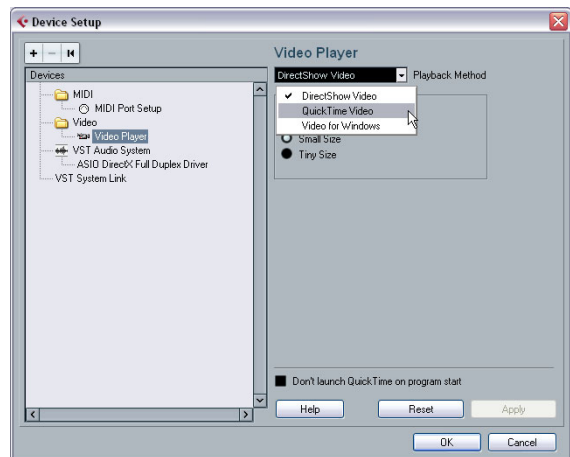 Device Setup
+ –
Devices
MIDI
MIDI Port Setup
Video
Video Player
VST Audio System
ASIO DirectX Full Duplex Driver
VST System Link
Video Player
DirectShow Video
Playback Method
✓ DirectShow Video
QuickTime Video
Video for Windows
Small Size
Tiny Size
Don't launch QuickTime on program start
Help
Reset
Apply
OK
Cancel